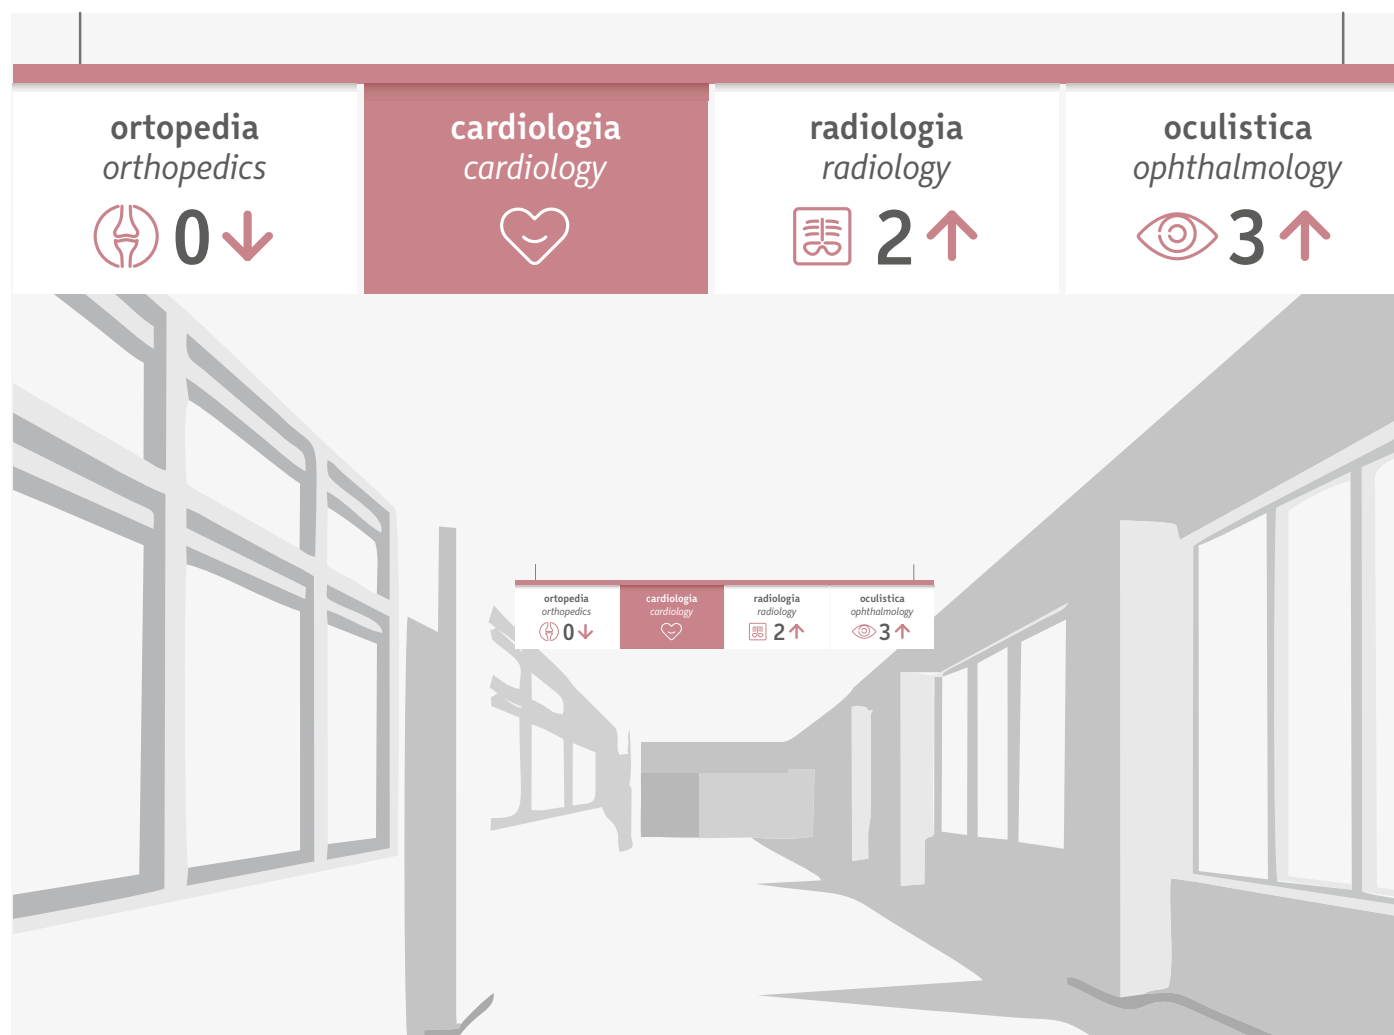 ortopedia
orthopedics
0
cardiologia
cardiology
radiologia
radiology
2
oculistica
ophthalmology
3
ortopedia
orthopedics
0
cardiologia
cardiology
radiologia
radiology
2
oculistica
ophthalmology
3